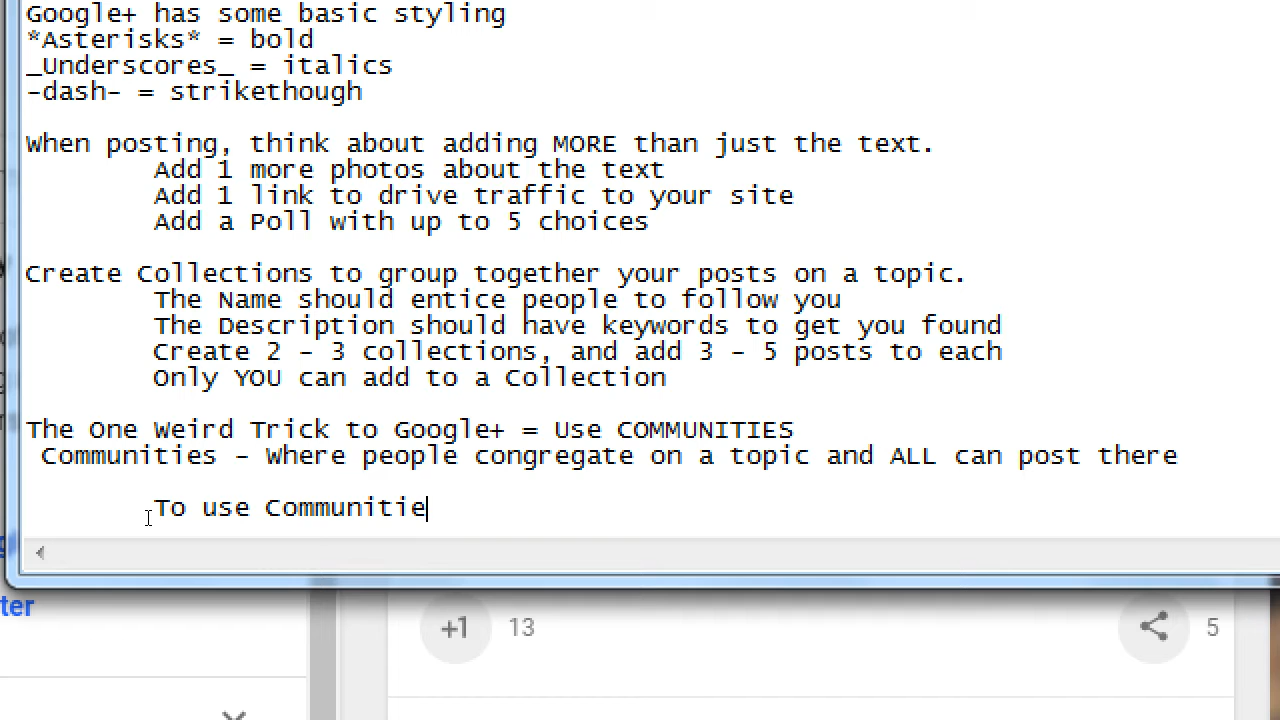 Google+ has some basic styling
*Asterisks* = bold
_Underscores_ = italics
-dash- = strikethough
When posting, think about adding MORE than just the text.
Add 1 more photos about the text
Add 1 link to drive traffic to your site
Add a Poll with up to 5 choices
Create Collections to group together your posts on a topic.
The Name should entice people to follow you
The Description should have keywords to get you found
Create 2 - 3 collections, and add 3 - 5 posts to each
Only YOU can add to a Collection
The One Weird Trick to Google+ = Use COMMUNITIES
Communities - Where people congregate on a topic and ALL can post there
To use Communitie
ter
+1 13 5